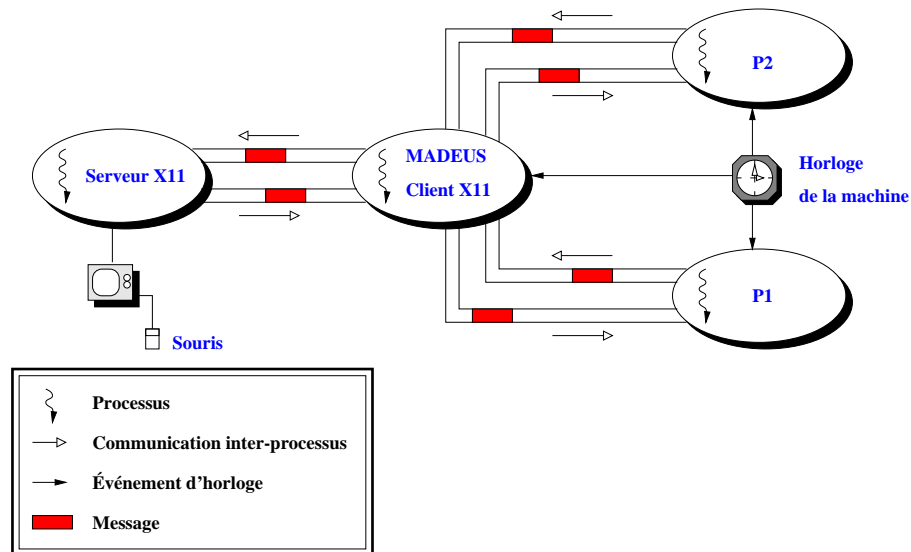 P2
MADEUS
Client X11
Serveur X11
Horloge
de la machine
P1
Souris
Processus
Communication inter-processus
Événement d'horloge
Message